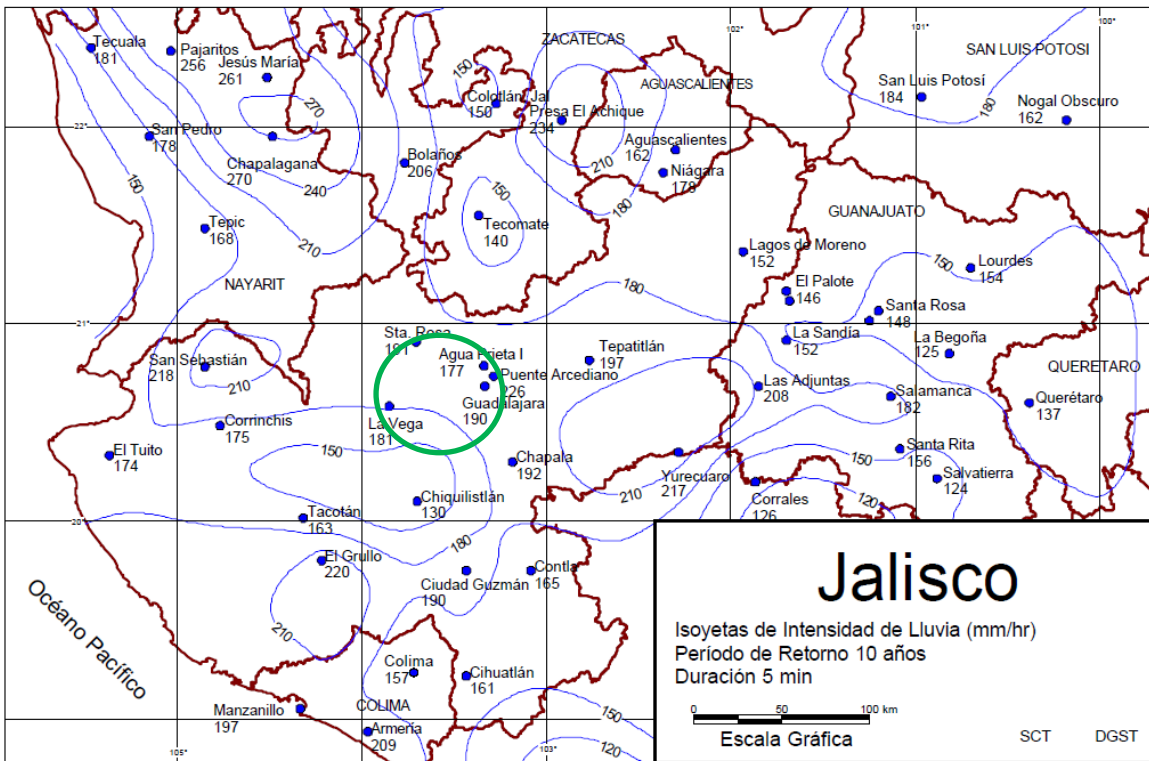 102°
101°
100°
Tecuala
181
Pajaritos
256
Jesús María
261
ZACATECAS
150
Colotlán, Jal
150
Presa El Achique
234
AGUASCALIENTES
SAN LUIS POTOSI
San Luis Potosí
184
180
Nogal Obscuro
162
270
22°
San Pedro
178
Chapalagana
270
240
Bolaños
206
Aguascalientes
162
210
Niágara
178
150
150
180
Tecomate
140
Tepic
168
210
GUANAJUATO
Lagos de Moreno
152
150
Lourdes
154
NAYARIT
180
El Palote
146
Santa Rosa
148
21°
Sta. Rosa
191
La Sandía
152
La Begoña
125
San Sebastián
218
210
Agua Prieta I
177
Tepatitlán
197
Puente Arcediano
226
QUERETARO
Las Adjuntas
208
Salamanca
182
Querétaro
137
Guadalajara
190
La Vega
181
Corrinchis
175
El Tuito
174
150
Chapala
192
Santa Rita
156
150
Yurecuaro
217
210
Salvatierra
124
120
Corrales
126
Chiquilistlán
130
Tacotán
163
20°
180
El Grullo
220
Contla
165
Ciudad Guzmán
190
210
Colima
157
Cihuatlán
161
Manzanillo
197
COLIMA
Armería
209
150
120
105°
103°
Océano Pacífico
Jalisco
Isoyetas de Intensidad de Lluvia (mm/hr)
Período de Retorno 10 años
Duración 5 min
0
50
100 km
Escala Gráfica
SCT
DGST